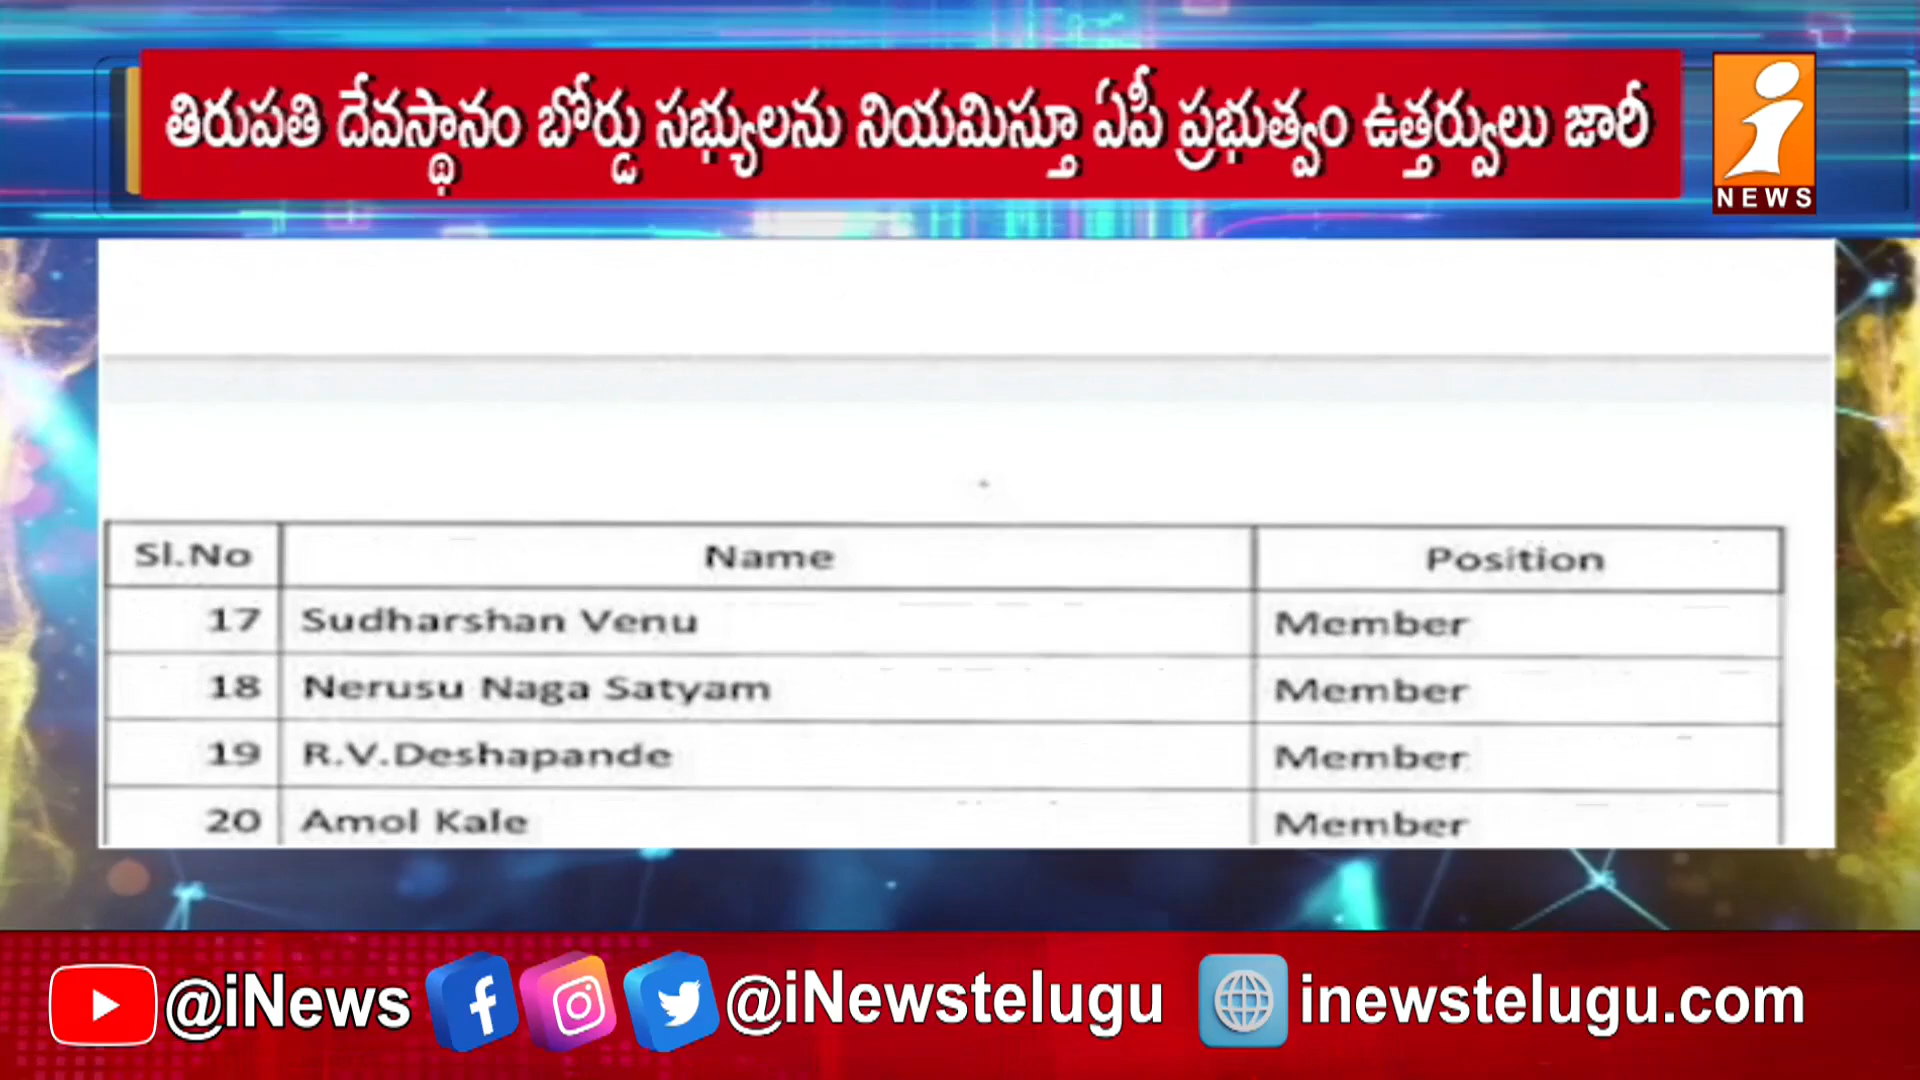 తిరుపతి దేవస్థానం బోర్డు సభ్యులను నియమిస్తూ ఏపీ ప్రభుత్వం ఉత్తర్వులు జారీ
i
NEWS
Sl.No Name Position
17 Sudharshan Venu Member
18 Nerusu Naga Satyam Member
19 R.V.Deshapande Member
20 Amol Kale Member
@iNews @iNewstelugu inewstelugu.com